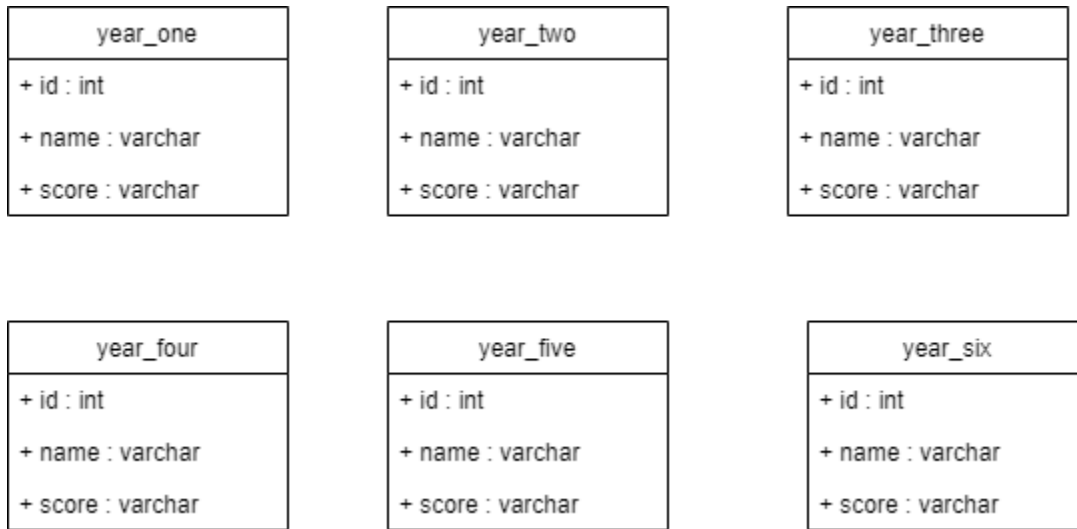 year_one
+ id : int
+ name : varchar
+ score : varchar
year_two
+ id : int
+ name : varchar
+ score : varchar
year_three
+ id : int
+ name : varchar
+ score : varchar
year_four
+ id : int
+ name : varchar
+ score : varchar
year_five
+ id : int
+ name : varchar
+ score : varchar
year_six
+ id : int
+ name : varchar
+ score : varchar